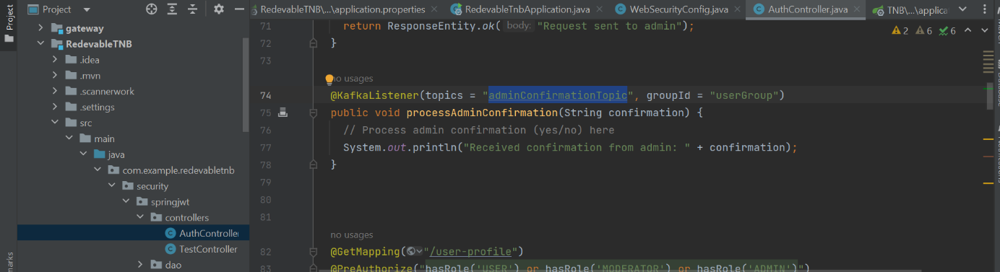 Project
Project
gateway
RedevableTNB
.idea
.mvn
.scannerwork
.settings
src
main
java
com.example.redevabletnb
security
springjwt
controllers
AuthController
TestController
dao
RedevableTNB\...\application.properties
RedevableTnbApplication.java
WebSecurityConfig.java
AuthController.java
TNB\...\applica
2 6 6
71 return ResponseEntity.ok( body: "Request sent to admin");
72 }
73
no usages
74 @KafkaListener(topics = "adminConfirmationTopic", groupId = "userGroup")
75 public void processAdminConfirmation(String confirmation) {
76 // Process admin confirmation (yes/no) here
77 System.out.println("Received confirmation from admin: " + confirmation);
78 }
79
80
81
no usages
82 @GetMapping("/user-profile")
83 @PreAuthorize("hasRole('USER') or hasRole('MODERATOR') or hasRole('ADMIN')")